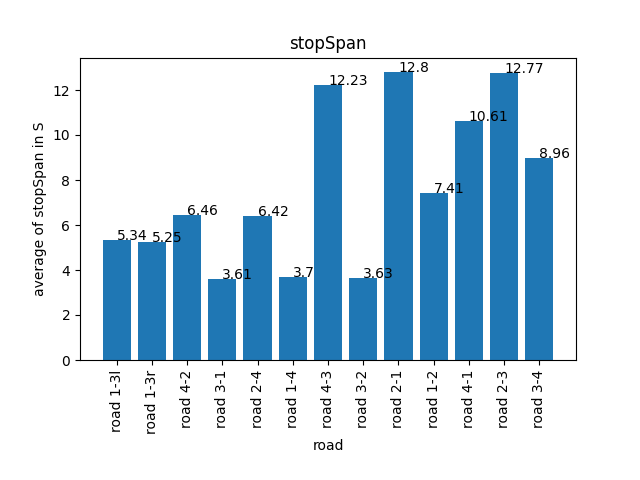 stopSpan
average of stopSpan in S
12
10
8
6
4
2
0
5.34
5.25
6.46
3.61
6.42
3.7
12.23
3.63
12.8
7.41
10.61
12.77
8.96
road 1-3l
road 1-3r
road 4-2
road 3-1
road 2-4
road 1-4
road 4-3
road 3-2
road 2-1
road 1-2
road 4-1
road 2-3
road 3-4
road